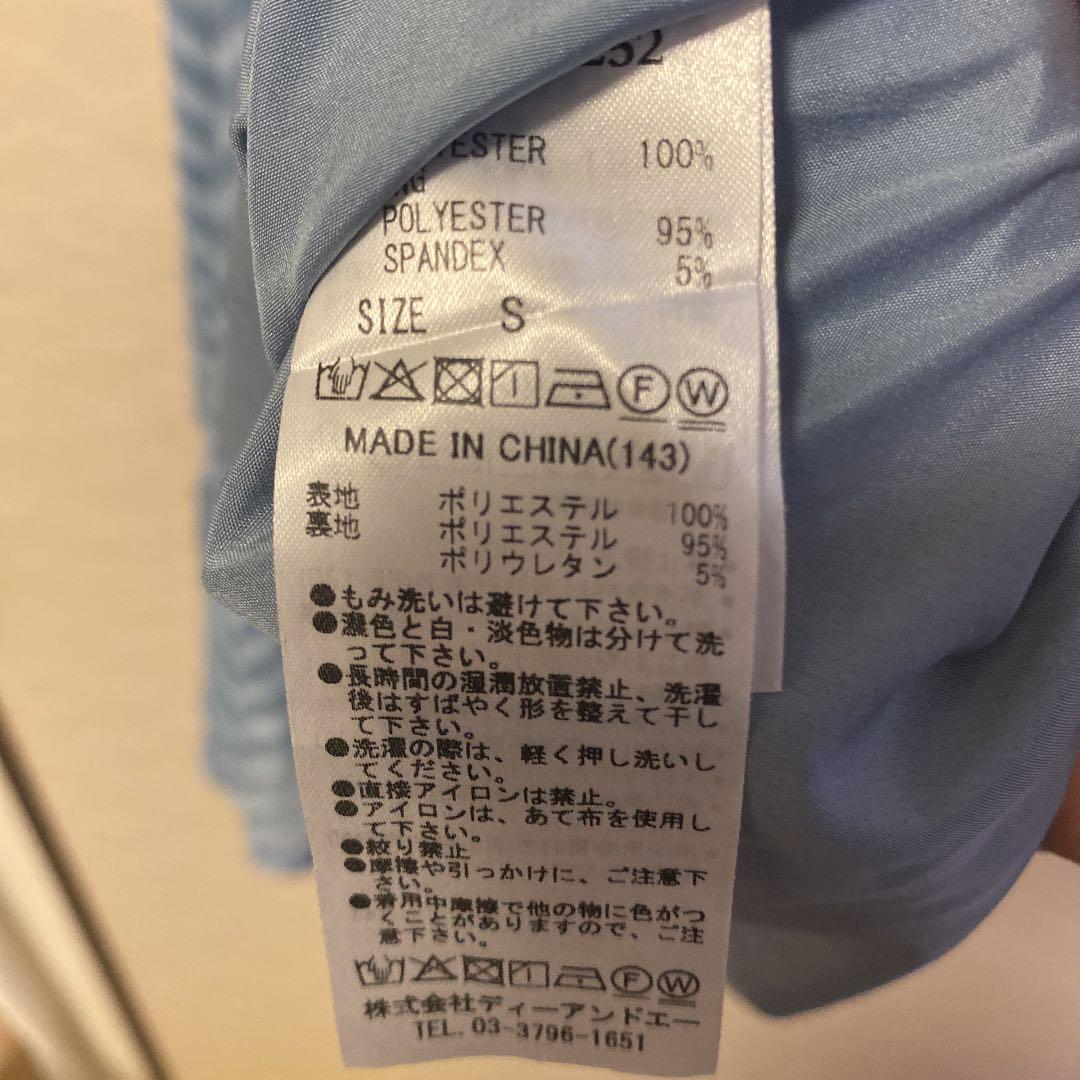 POLYESTER 95%
SPANDEX 5%
SIZE S
F W
MADE IN CHINA(143)
表地 ポリエステル 100%
裏地 ポリエステル 95%
ポリウレタン 5%
●もみ洗いは避けて下さい。
●濃色と白・淡色物は分けて洗
って下さい。
●長時間の湿潤放置禁止、洗濯
後はすばやく形を整えて干し
て下さい。
●洗濯の際は、軽く押し洗いし
てください。
●直接アイロンは禁止。
●アイロンは、あて布を使用し
て下さい。
●絞り禁止
●摩擦や引っかけに、ご注意下
さい。
●着用中摩擦で他の物に色がつ
くことがありますので、ご注
意下さい。
F W
株式会社ディーアンドエー
TEL. 03-3796-1651